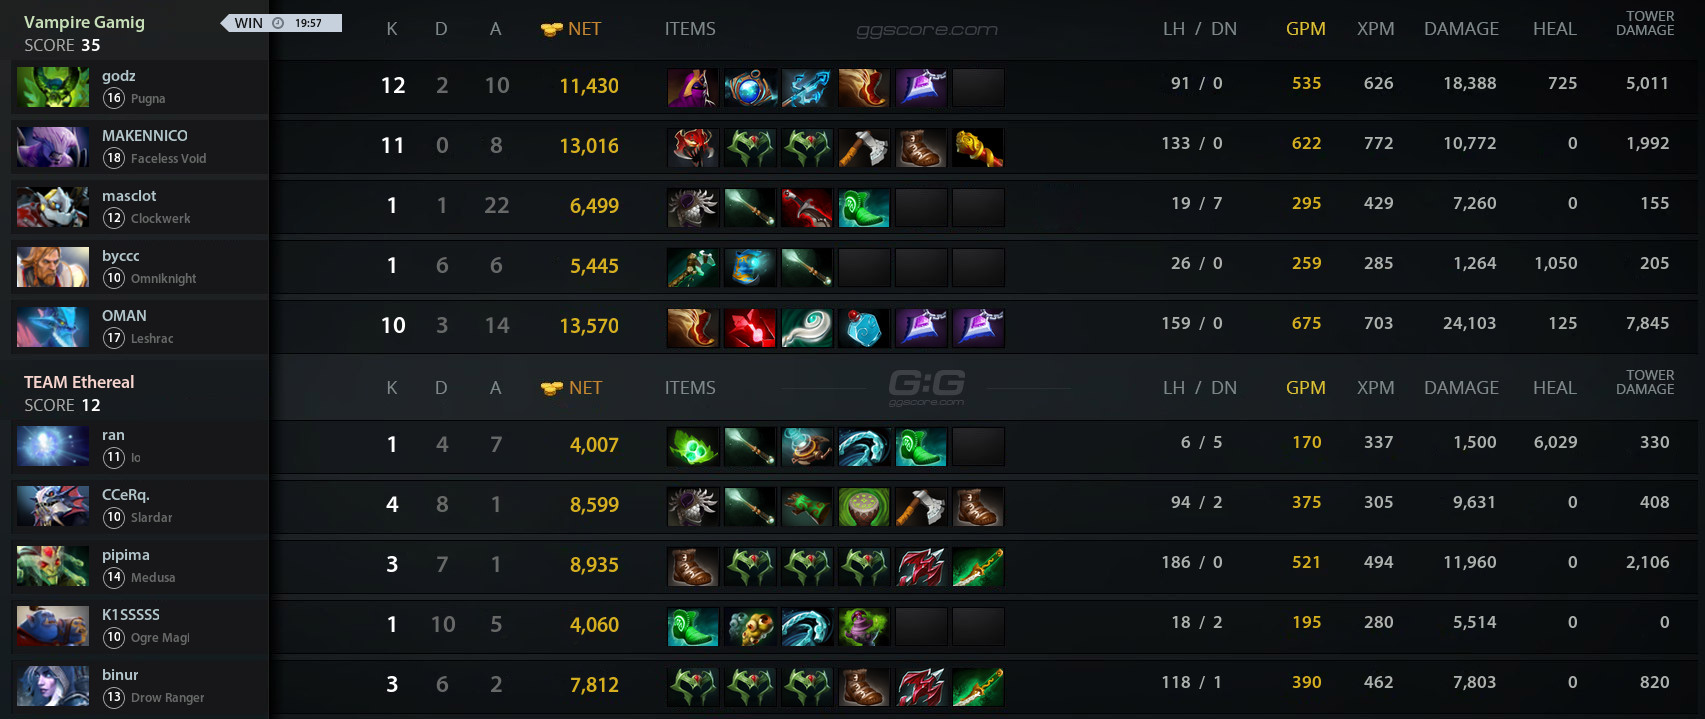 Vampire Gamig WIN 19:57
SCORE 35
K D A NET ITEMS ggscore.com LH / DN GPM XPM DAMAGE HEAL TOWER DAMAGE
godz
16 Pugna
12 2 10 11,430 91 / 0 535 626 18,388 725 5,011
MAKENNICO
18 Faceless Void
11 0 8 13,016 133 / 0 622 772 10,772 0 1,992
masclot
12 Clockwerk
1 1 22 6,499 19 / 7 295 429 7,260 0 155
byccc
10 Omniknight
1 6 6 5,445 26 / 0 259 285 1,264 1,050 205
OMAN
17 Leshrac
10 3 14 13,570 159 / 0 675 703 24,103 125 7,845
TEAM Ethereal
SCORE 12
K D A NET ITEMS G:G ggscore.com LH / DN GPM XPM DAMAGE HEAL TOWER DAMAGE
ran
11 Io
1 4 7 4,007 6 / 5 170 337 1,500 6,029 330
CCeRq.
10 Slardar
4 8 1 8,599 94 / 2 375 305 9,631 0 408
pipima
14 Medusa
3 7 1 8,935 186 / 0 521 494 11,960 0 2,106
K1SSSSS
10 Ogre Magi
1 10 5 4,060 18 / 2 195 280 5,514 0 0
binur
13 Drow Ranger
3 6 2 7,812 118 / 1 390 462 7,803 0 820